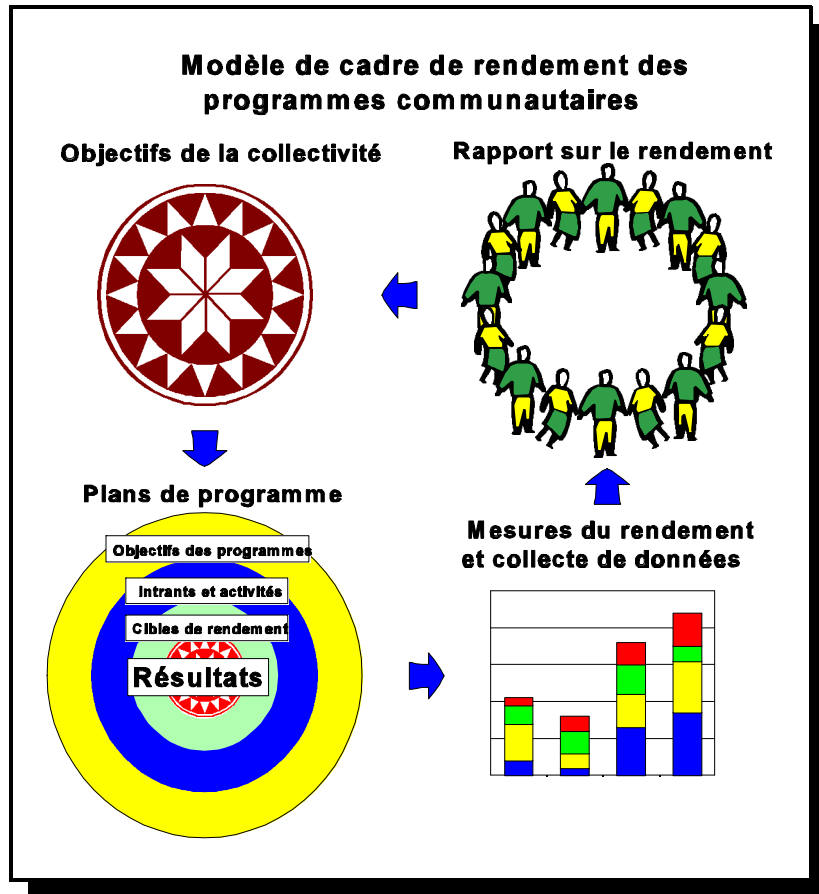 Modèle de cadre de rendement des
programmes communautaires
Objectifs de la collectivité
Rapport sur le rendement
Plans de programme
Objectifs des programmes
Intrants et activités
Cibles de rendement
Résultats
Mesures du rendement
et collecte de données